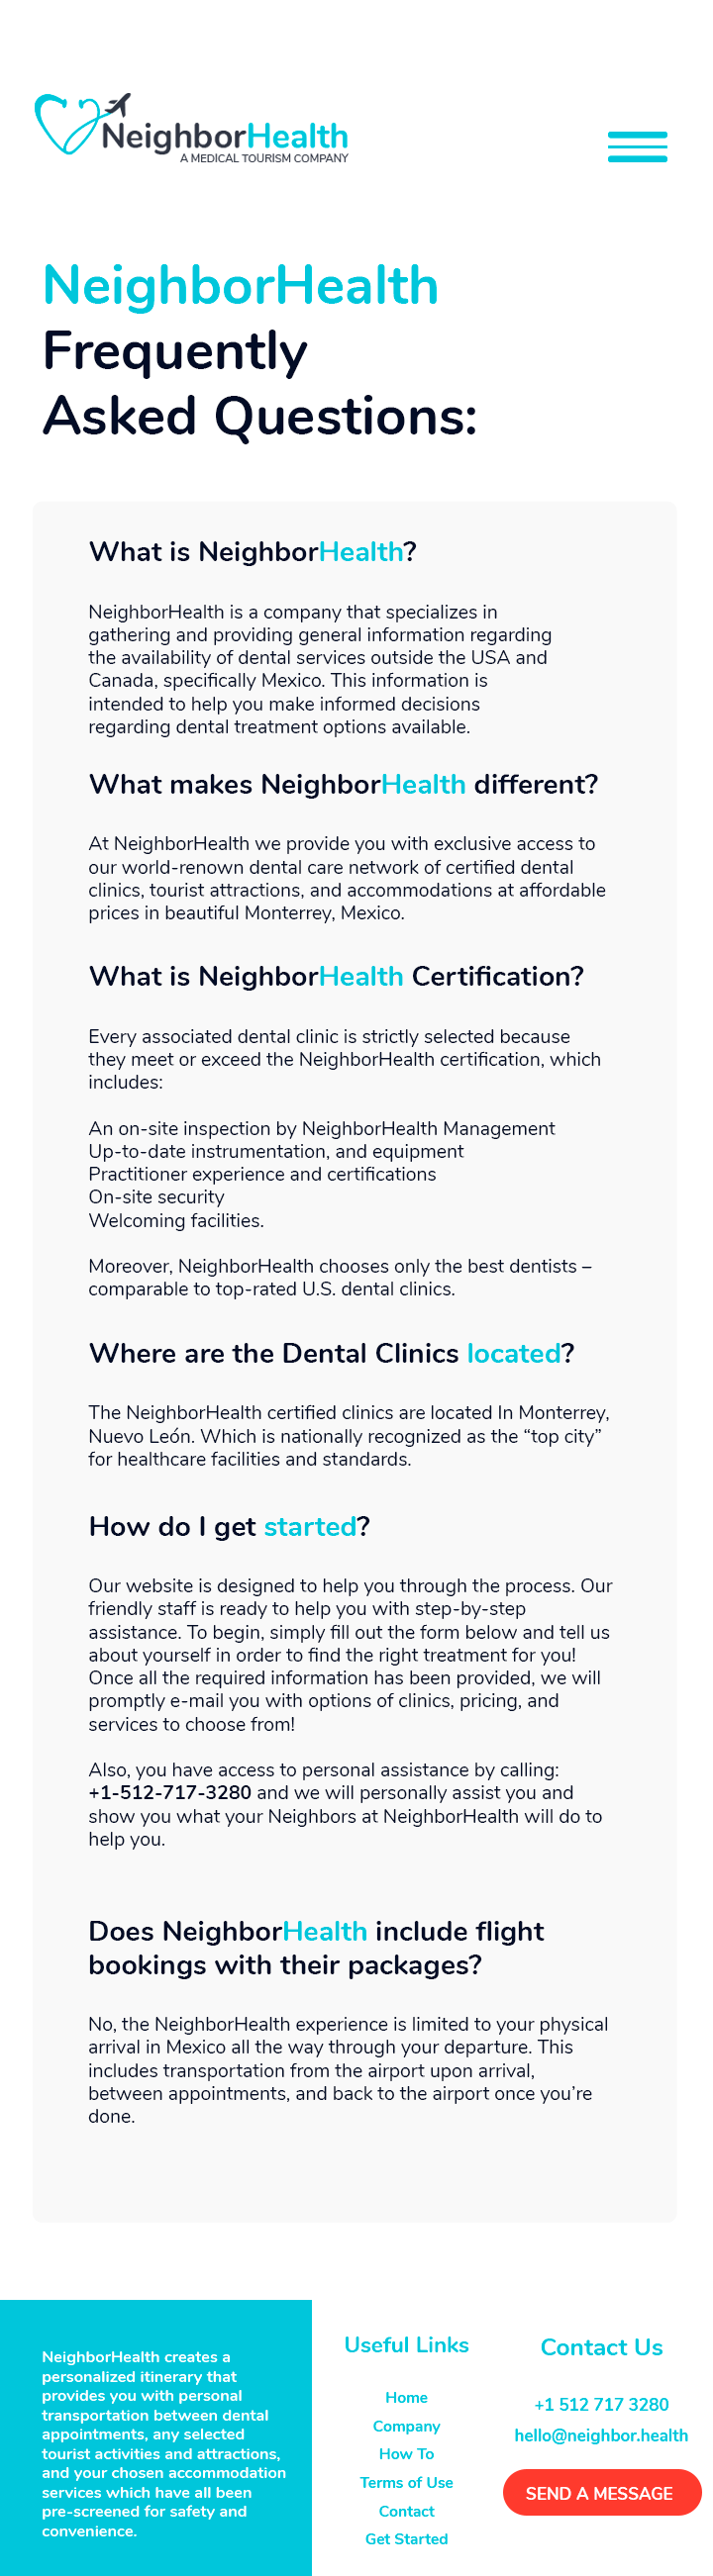 NeighborHealth
A MEDICAL TOURISM COMPANY
NeighborHealth
Frequently
Asked Questions:
What is NeighborHealth?
NeighborHealth is a company that specializes in
gathering and providing general information regarding
the availability of dental services outside the USA and
Canada, specifically Mexico. This information is
intended to help you make informed decisions
regarding dental treatment options available.
What makes NeighborHealth different?
At NeighborHealth we provide you with exclusive access to
our world-renown dental care network of certified dental
clinics, tourist attractions, and accommodations at affordable
prices in beautiful Monterrey, Mexico.
What is NeighborHealth Certification?
Every associated dental clinic is strictly selected because
they meet or exceed the NeighborHealth certification, which
includes:
An on-site inspection by NeighborHealth Management
Up-to-date instrumentation, and equipment
Practitioner experience and certifications
On-site security
Welcoming facilities.
Moreover, NeighborHealth chooses only the best dentists –
comparable to top-rated U.S. dental clinics.
Where are the Dental Clinics located?
The NeighborHealth certified clinics are located In Monterrey,
Nuevo León. Which is nationally recognized as the “top city”
for healthcare facilities and standards.
How do I get started?
Our website is designed to help you through the process. Our
friendly staff is ready to help you with step-by-step
assistance. To begin, simply fill out the form below and tell us
about yourself in order to find the right treatment for you!
Once all the required information has been provided, we will
promptly e-mail you with options of clinics, pricing, and
services to choose from!
Also, you have access to personal assistance by calling:
+1-512-717-3280 and we will personally assist you and
show you what your Neighbors at NeighborHealth will do to
help you.
Does NeighborHealth include flight
bookings with their packages?
No, the NeighborHealth experience is limited to your physical
arrival in Mexico all the way through your departure. This
includes transportation from the airport upon arrival,
between appointments, and back to the airport once you’re
done.
NeighborHealth creates a
personalized itinerary that
provides you with personal
transportation between dental
appointments, any selected
tourist activities and attractions,
and your chosen accommodation
services which have all been
pre-screened for safety and
convenience.
Useful Links
Home
Company
How To
Terms of Use
Contact
Get Started
Contact Us
+1 512 717 3280
hello@neighbor.health
SEND A MESSAGE